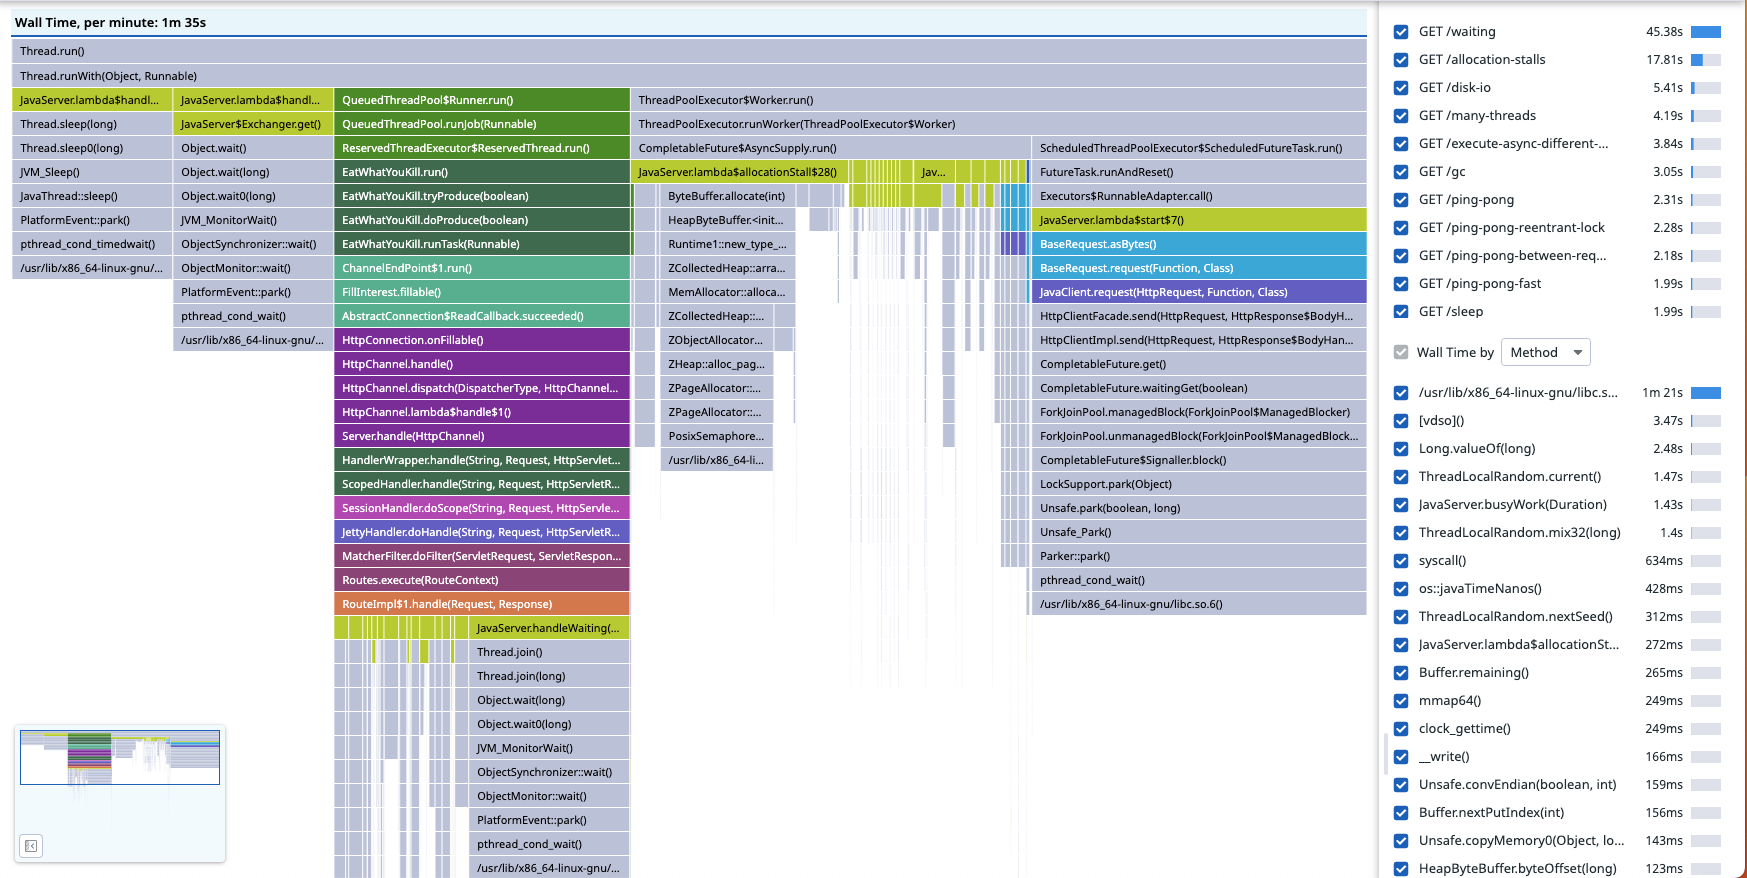 Wall Time, per minute: 1m 35s
Thread.run()
Thread.runWith(Object, Runnable)
JavaServer.lambda$handl...
JavaServer.lambda$handl...
QueuedThreadPool$Runner.run()
ThreadPoolExecutor$Worker.run()
Thread.sleep(long)
JavaServer$Exchanger.get()
QueuedThreadPool.runJob(Runnable)
ThreadPoolExecutor.runWorker(ThreadPoolExecutor$Worker)
Thread.sleep0(long)
Object.wait()
ReservedThreadExecutor$ReservedThread.run()
CompletableFuture$AsyncSupply.run()
ScheduledThreadPoolExecutor$ScheduledFutureTask.run()
JVM_Sleep()
Object.wait(long)
EatWhatYouKill.run()
JavaServer.lambda$allocationStall$28()
Jav...
FutureTask.runAndReset()
JavaThread::sleep()
Object.wait0(long)
EatWhatYouKill.tryProduce(boolean)
ByteBuffer.allocate(int)
Executors$RunnableAdapter.call()
PlatformEvent::park()
JVM_MonitorWait()
EatWhatYouKill.doProduce(boolean)
HeapByteBuffer.<init...
JavaServer.lambda$start$7()
pthread_cond_timedwait()
ObjectSynchronizer::wait()
EatWhatYouKill.runTask(Runnable)
Runtime1::new_type_...
BaseRequest.asBytes()
/usr/lib/x86_64-linux-gnu/...
ObjectMonitor::wait()
ChannelEndPoint$1.run()
ZCollectedHeap::arra...
BaseRequest.request(Function, Class)
PlatformEvent::park()
FillInterest.fillable()
MemAllocator::alloca...
JavaClient.request(HttpRequest, Function, Class)
pthread_cond_wait()
AbstractConnection$ReadCallback.succeeded()
ZCollectedHeap::...
HttpClientFacade.send(HttpRequest, HttpResponse$BodyH...
/usr/lib/x86_64-linux-gnu/...
HttpConnection.onFillable()
ZObjectAllocator...
HttpClientImpl.send(HttpRequest, HttpResponse$BodyHan...
HttpChannel.handle()
ZHeap::alloc_pag...
CompletableFuture.get()
HttpChannel.dispatch(DispatcherType, HttpChannel...
ZPageAllocator::...
CompletableFuture.waitingGet(boolean)
HttpChannel.lambda$handle$1()
ZPageAllocator::...
ForkJoinPool.managedBlock(ForkJoinPool$ManagedBlocker)
Server.handle(HttpChannel)
PosixSemaphore...
ForkJoinPool.unmanagedBlock(ForkJoinPool$ManagedBlock...
HandlerWrapper.handle(String, Request, HttpServlet...
/usr/lib/x86_64-li...
CompletableFuture$Signaller.block()
ScopedHandler.handle(String, Request, HttpServletR...
LockSupport.park(Object)
SessionHandler.doScope(String, Request, HttpServle...
Unsafe.park(boolean, long)
JettyHandler.doHandle(String, Request, HttpServletR...
Unsafe_Park()
MatcherFilter.doFilter(ServletRequest, ServletRespon...
Parker::park()
Routes.execute(RouteContext)
pthread_cond_wait()
RouteImpl$1.handle(Request, Response)
/usr/lib/x86_64-linux-gnu/libc.so.6()
JavaServer.handleWaiting(...
Thread.join()
Thread.join(long)
Object.wait(long)
Object.wait0(long)
JVM_MonitorWait()
ObjectSynchronizer::wait()
ObjectMonitor::wait()
PlatformEvent::park()
pthread_cond_wait()
/usr/lib/x86_64-linux-gnu/...
GET /waiting 45.38s
GET /allocation-stalls 17.81s
GET /disk-io 5.41s
GET /many-threads 4.19s
GET /execute-async-different-... 3.84s
GET /gc 3.05s
GET /ping-pong 2.31s
GET /ping-pong-reentrant-lock 2.28s
GET /ping-pong-between-req... 2.18s
GET /ping-pong-fast 1.99s
GET /sleep 1.99s
Wall Time by Method
/usr/lib/x86_64-linux-gnu/libc.s... 1m 21s
[vdso]() 3.47s
Long.valueOf(long) 2.48s
ThreadLocalRandom.current() 1.47s
JavaServer.busyWork(Duration) 1.43s
ThreadLocalRandom.mix32(long) 1.4s
syscall() 634ms
os::javaTimeNanos() 428ms
ThreadLocalRandom.nextSeed() 312ms
JavaServer.lambda$allocationSt... 272ms
Buffer.remaining() 265ms
mmap64() 249ms
clock_gettime() 249ms
__write() 166ms
Unsafe.convEndian(boolean, int) 159ms
Buffer.nextPutIndex(int) 156ms
Unsafe.copyMemory0(Object, lo... 143ms
HeapByteBuffer.byteOffset(long) 123ms